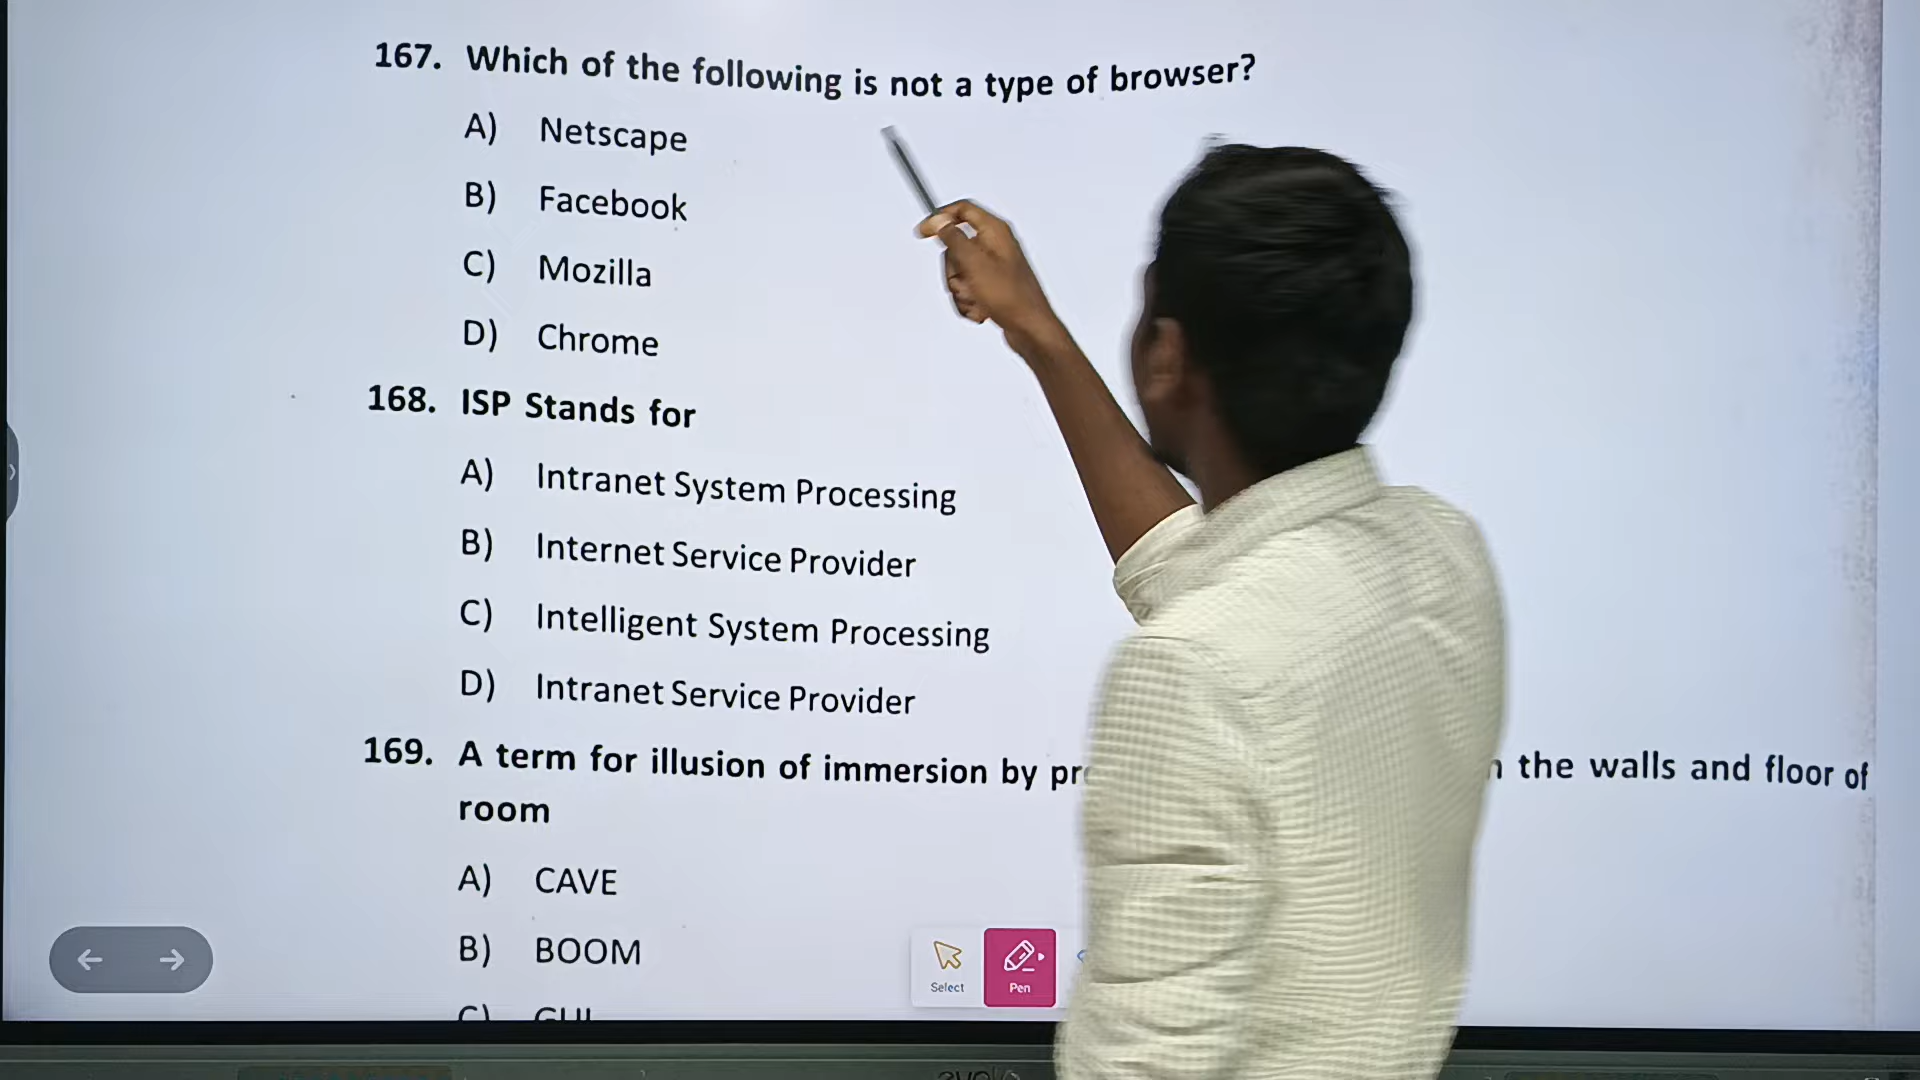 167. Which of the following is not a type of browser?
A) Netscape
B) Facebook
C) Mozilla
D) Chrome
168. ISP Stands for
A) Intranet System Processing
B) Internet Service Provider
C) Intelligent System Processing
D) Intranet Service Provider
169. A term for illusion of immersion by the walls and floor of
room
A) CAVE
B) BOOM
C) GUI
Select
Pen